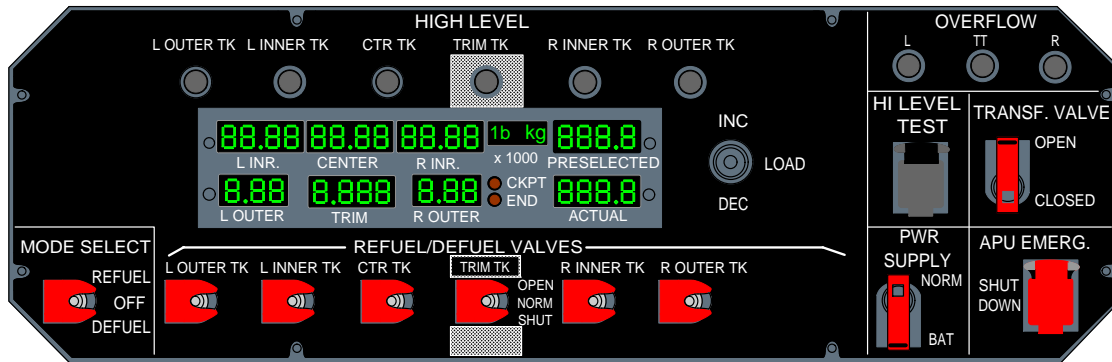 HIGH LEVEL
L OUTER TK L INNER TK CTR TK TRIM TK R INNER TK R OUTER TK
88.88 88.88 88.88 1b kg 888.8
L INR. CENTER R INR. x 1000 PRESELECTED
8.88 8.888 8.88 CKPT END 888.8
L OUTER TRIM R OUTER ACTUAL
INC
LOAD
DEC
OVERFLOW
L TT R
HI LEVEL
TEST
TRANSF. VALVE
OPEN
CLOSED
MODE SELECT
REFUEL
OFF
DEFUEL
REFUEL/DEFUEL VALVES
L OUTER TK L INNER TK CTR TK TRIM TK R INNER TK R OUTER TK
OPEN
NORM
SHUT
PWR
SUPPLY
NORM
BAT
APU EMERG.
SHUT
DOWN